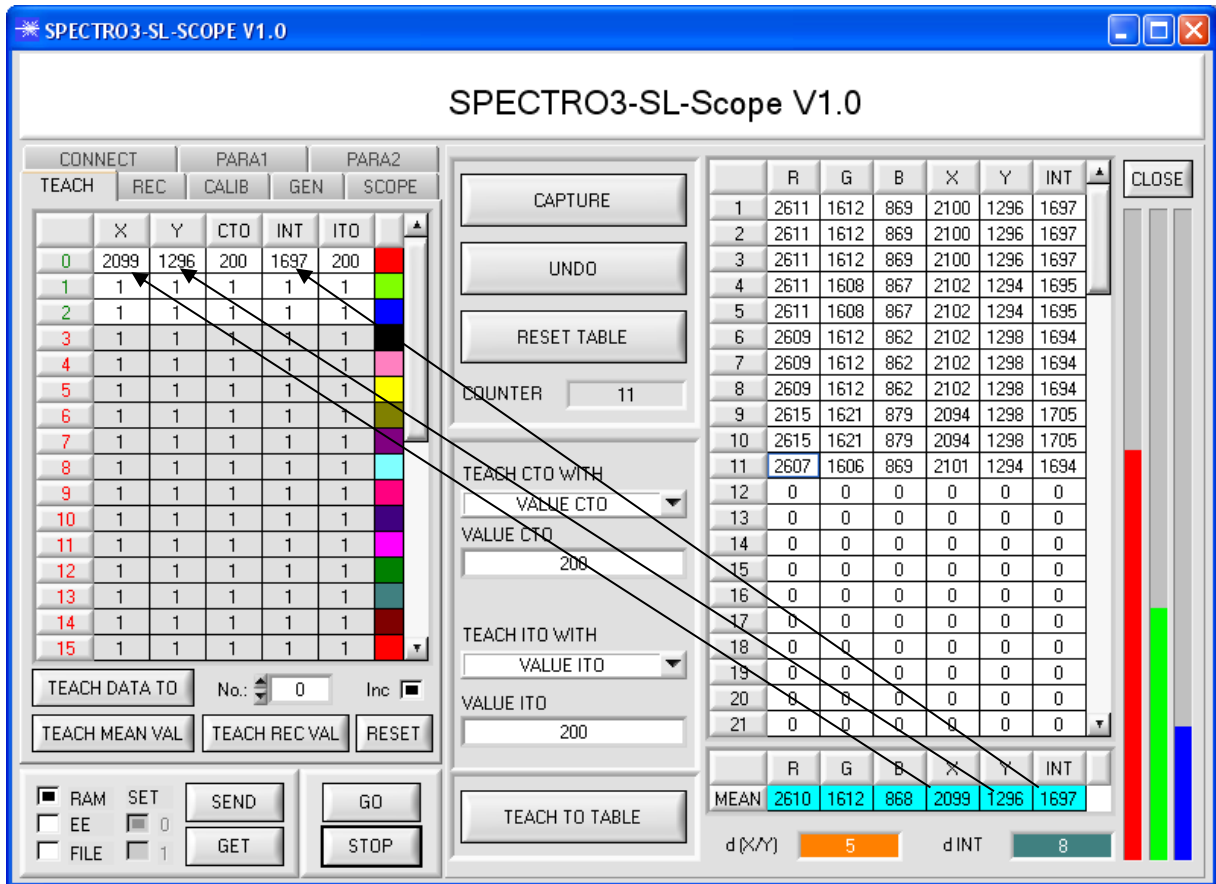 SPECTRO3-SL-SCOPE V1.0
SPECTRO3-SL-Scope V1.0
CONNECT PARA1 PARA2
TEACH REC CALIB GEN SCOPE
X Y CTO INT ITO
0 2099 1296 200 1697 200
1 1 1 1 1 1
2 1 1 1 1 1
3 1 1 1 1 1
4 1 1 1 1 1
5 1 1 1 1 1
6 1 1 1 1 1
7 1 1 1 1 1
8 1 1 1 1 1
9 1 1 1 1 1
10 1 1 1 1 1
11 1 1 1 1 1
12 1 1 1 1 1
13 1 1 1 1 1
14 1 1 1 1 1
15 1 1 1 1 1
TEACH DATA TO No.: 0 Inc
TEACH MEAN VAL TEACH REC VAL RESET
RAM SET SEND GO
EE 0
FILE 1 GET STOP
CAPTURE
UNDO
RESET TABLE
COUNTER 11
TEACH CTO WITH
VALUE CTO
VALUE CTO
200
TEACH ITO WITH
VALUE ITO
VALUE ITO
200
TEACH TO TABLE
R G B X Y INT
1 2611 1612 869 2100 1296 1697
2 2611 1612 869 2100 1296 1697
3 2611 1612 869 2100 1296 1697
4 2611 1608 867 2102 1294 1695
5 2611 1608 867 2102 1294 1695
6 2609 1612 862 2102 1298 1694
7 2609 1612 862 2102 1298 1694
8 2609 1612 862 2102 1298 1694
9 2615 1621 879 2094 1298 1705
10 2615 1621 879 2094 1298 1705
11 2607 1606 869 2101 1294 1694
12 0 0 0 0 0 0
13 0 0 0 0 0 0
14 0 0 0 0 0 0
15 0 0 0 0 0 0
16 0 0 0 0 0 0
17 0 0 0 0 0 0
18 0 0 0 0 0 0
19 0 0 0 0 0 0
20 0 0 0 0 0 0
21 0 0 0 0 0 0
R G B X Y INT
MEAN 2610 1612 868 2099 1296 1697
d (X/Y) 5 d INT 8
CLOSE